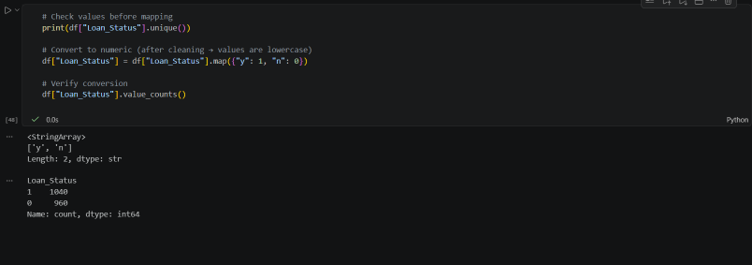 # Check values before mapping
print(df["Loan_Status"].unique())
# Convert to numeric (after cleaning → values are lowercase)
df["Loan_Status"] = df["Loan_Status"].map({"y": 1, "n": 0})
# Verify conversion
df["Loan_Status"].value_counts()
[48] 0.0s Python
... <StringArray>
['y', 'n']
Length: 2, dtype: str
... Loan_Status
1 1040
0 960
Name: count, dtype: int64